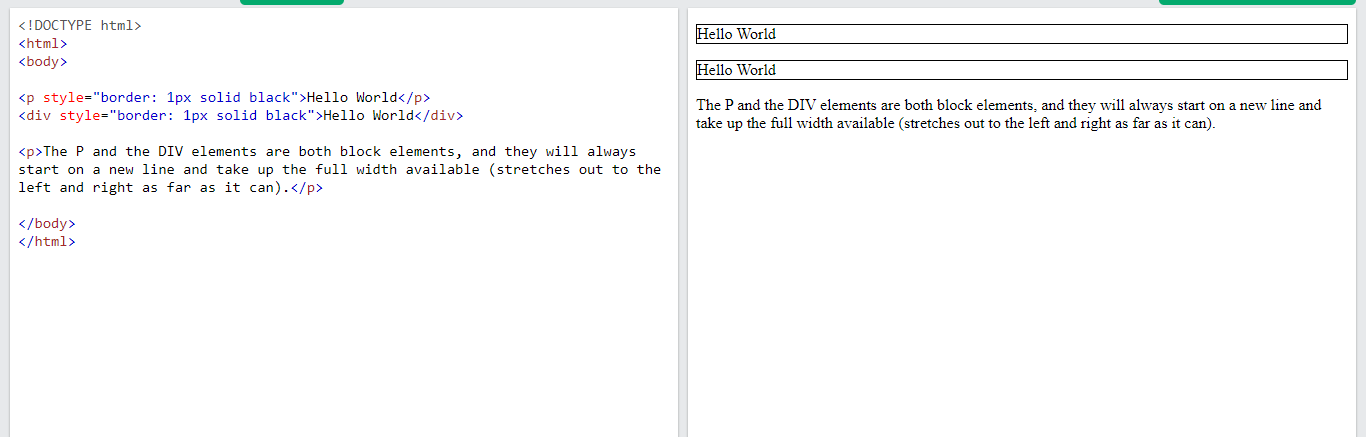 <!DOCTYPE html>
<html>
<body>
<p style="border: 1px solid black">Hello World</p>
<div style="border: 1px solid black">Hello World</div>
<p>The P and the DIV elements are both block elements, and they will always
start on a new line and take up the full width available (stretches out to the
left and right as far as it can).</p>
</body>
</html>
Hello World
Hello World
The P and the DIV elements are both block elements, and they will always start on a new line and
take up the full width available (stretches out to the left and right as far as it can).